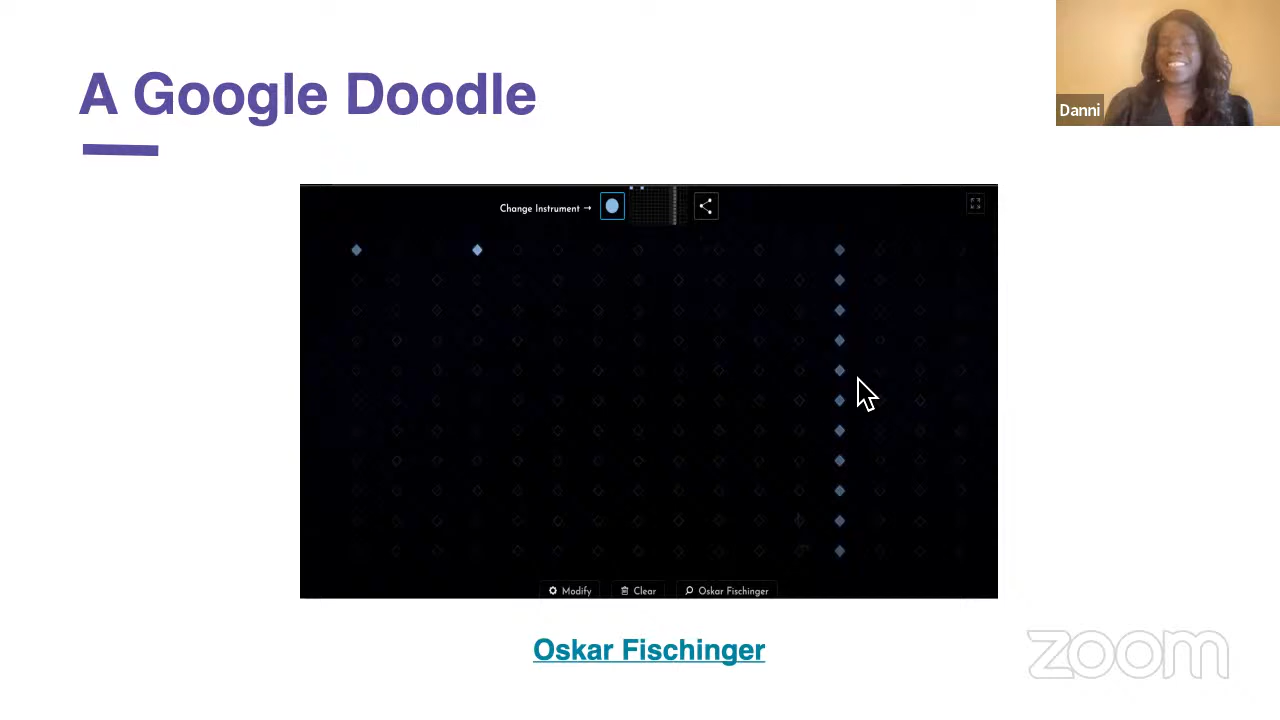 A Google Doodle
Danni
Change Instrument →
Modify
Clear
Oskar Fischinger
Oskar Fischinger
zoom